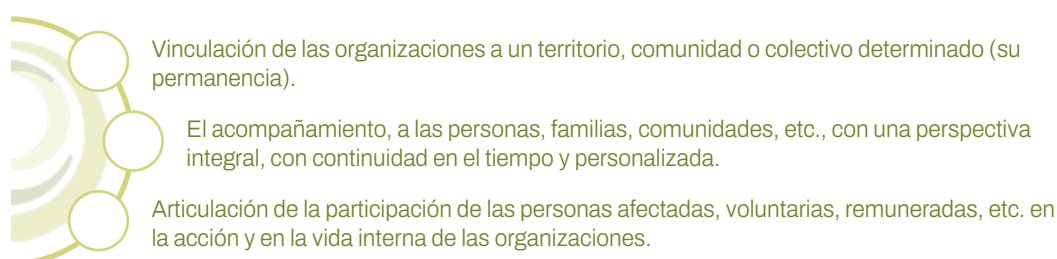 Vinculación de las organizaciones a un territorio, comunidad o colectivo determinado (su
permanencia).
El acompañamiento, a las personas, familias, comunidades, etc., con una perspectiva
integral, con continuidad en el tiempo y personalizada.
Articulación de la participación de las personas afectadas, voluntarias, remuneradas, etc. en
la acción y en la vida interna de las organizaciones.